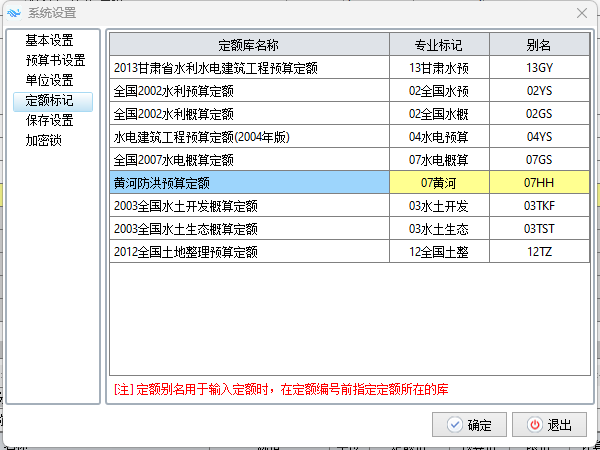 系统设置
基本设置
预算书设置
单位设置
定额标记
保存设置
加密锁
定额库名称 专业标记 别名
2013甘肃省水利水电建筑工程预算定额 13甘肃水预 13GY
全国2002水利预算定额 02全国水预 02YS
全国2002水利概算定额 02全国水概 02GS
水电建筑工程预算定额(2004年版) 04水电预算 04YS
全国2007水电概算定额 07水电概算 07GS
黄河防洪预算定额 07黄河 07HH
2003全国水土开发概算定额 03水土开发 03TKF
2003全国水土生态概算定额 03水土生态 03TST
2012全国土地整理预算定额 12全国土整 12TZ
[注] 定额别名用于输入定额时，在定额编号前指定定额所在的库
确定 退出